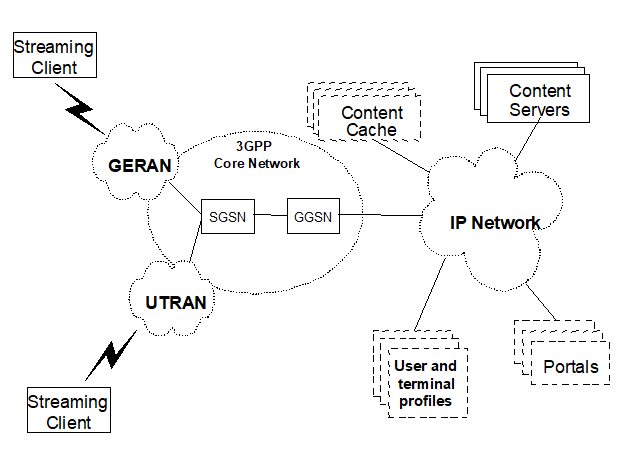 Streaming
Client
GERAN
3GPP
Core Network
Content
Cache
Content
Servers
SGSN
GGSN
IP Network
UTRAN
User and
terminal
profiles
Portals
Streaming
Client